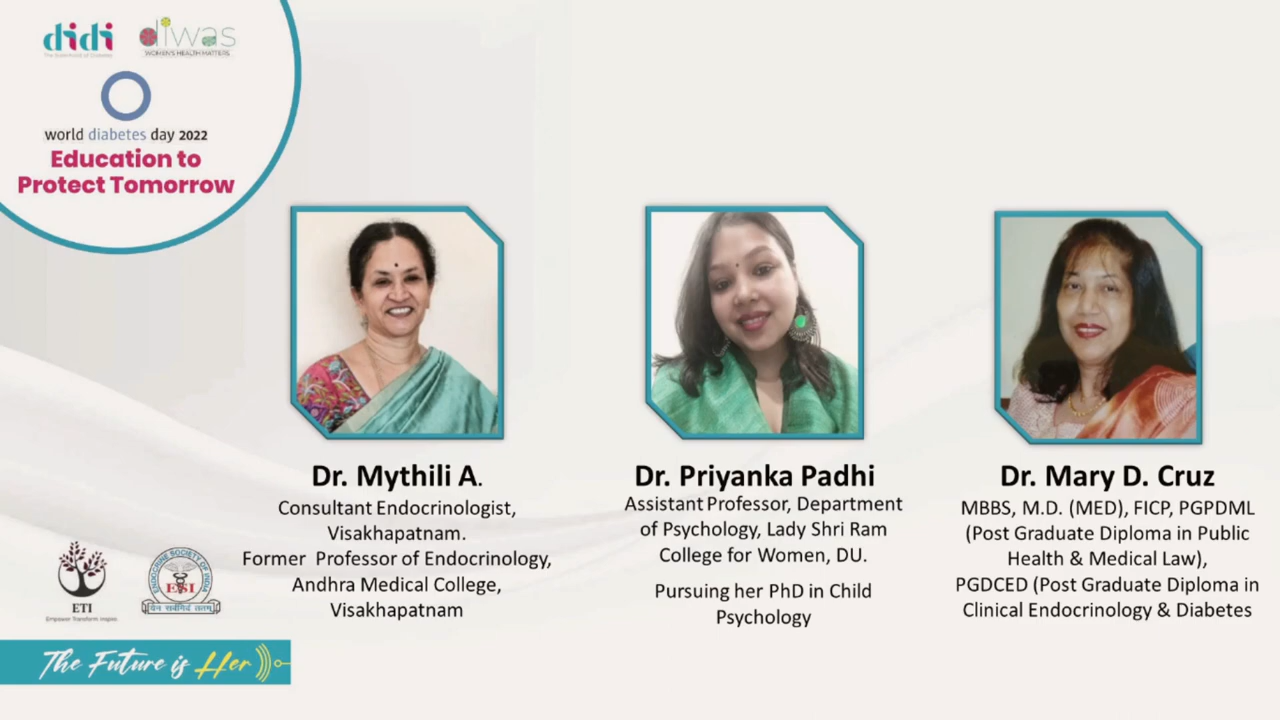 didi
diwas
WOMEN'S HEALTH MATTERS
world diabetes day 2022
Education to
Protect Tomorrow
Dr. Mythili A.
Consultant Endocrinologist,
Visakhapatnam.
Former Professor of Endocrinology,
Andhra Medical College,
Visakhapatnam
Dr. Priyanka Padhi
Assistant Professor, Department
of Psychology, Lady Shri Ram
College for Women, DU.
Pursuing her PhD in Child
Psychology
Dr. Mary D. Cruz
MBBS, M.D. (MED), FICP, PGPDML
(Post Graduate Diploma in Public
Health & Medical Law),
PGDCED (Post Graduate Diploma in
Clinical Endocrinology & Diabetes
ETI
Empower Transform Inspire
ENDOCRINE SOCIETY OF INDIA
ESI
The Future is Her